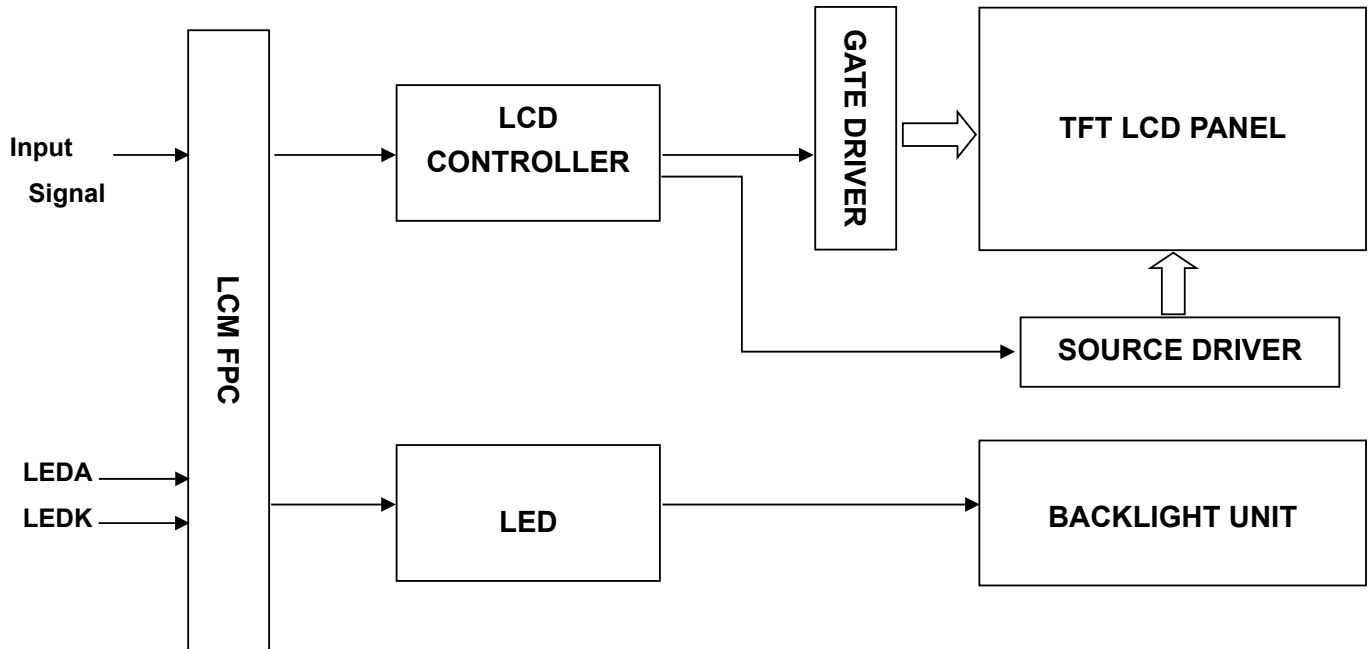 Input
Signal
LEDA
LEDK
LCM FPC
LCD
CONTROLLER
LED
GATE DRIVER
TFT LCD PANEL
SOURCE DRIVER
BACKLIGHT UNIT